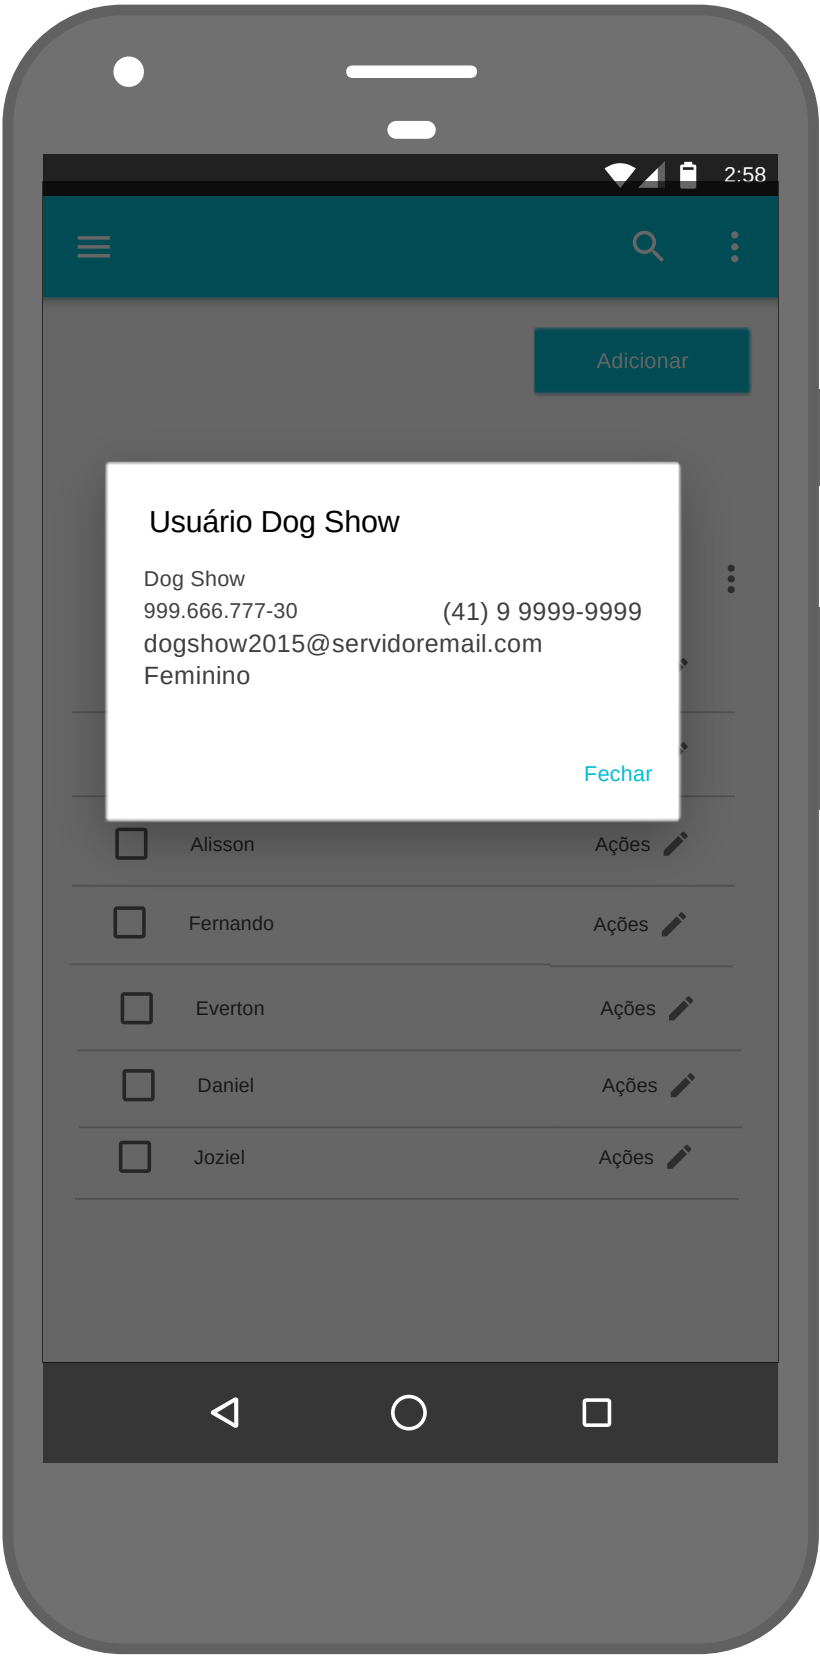 2:58
Adicionar
Usuário Dog Show
Dog Show
999.666.777-30 (41) 9 9999-9999
dogshow2015@servidoremail.com
Feminino
Fechar
Alisson Ações
Fernando Ações
Everton Ações
Daniel Ações
Joziel Ações